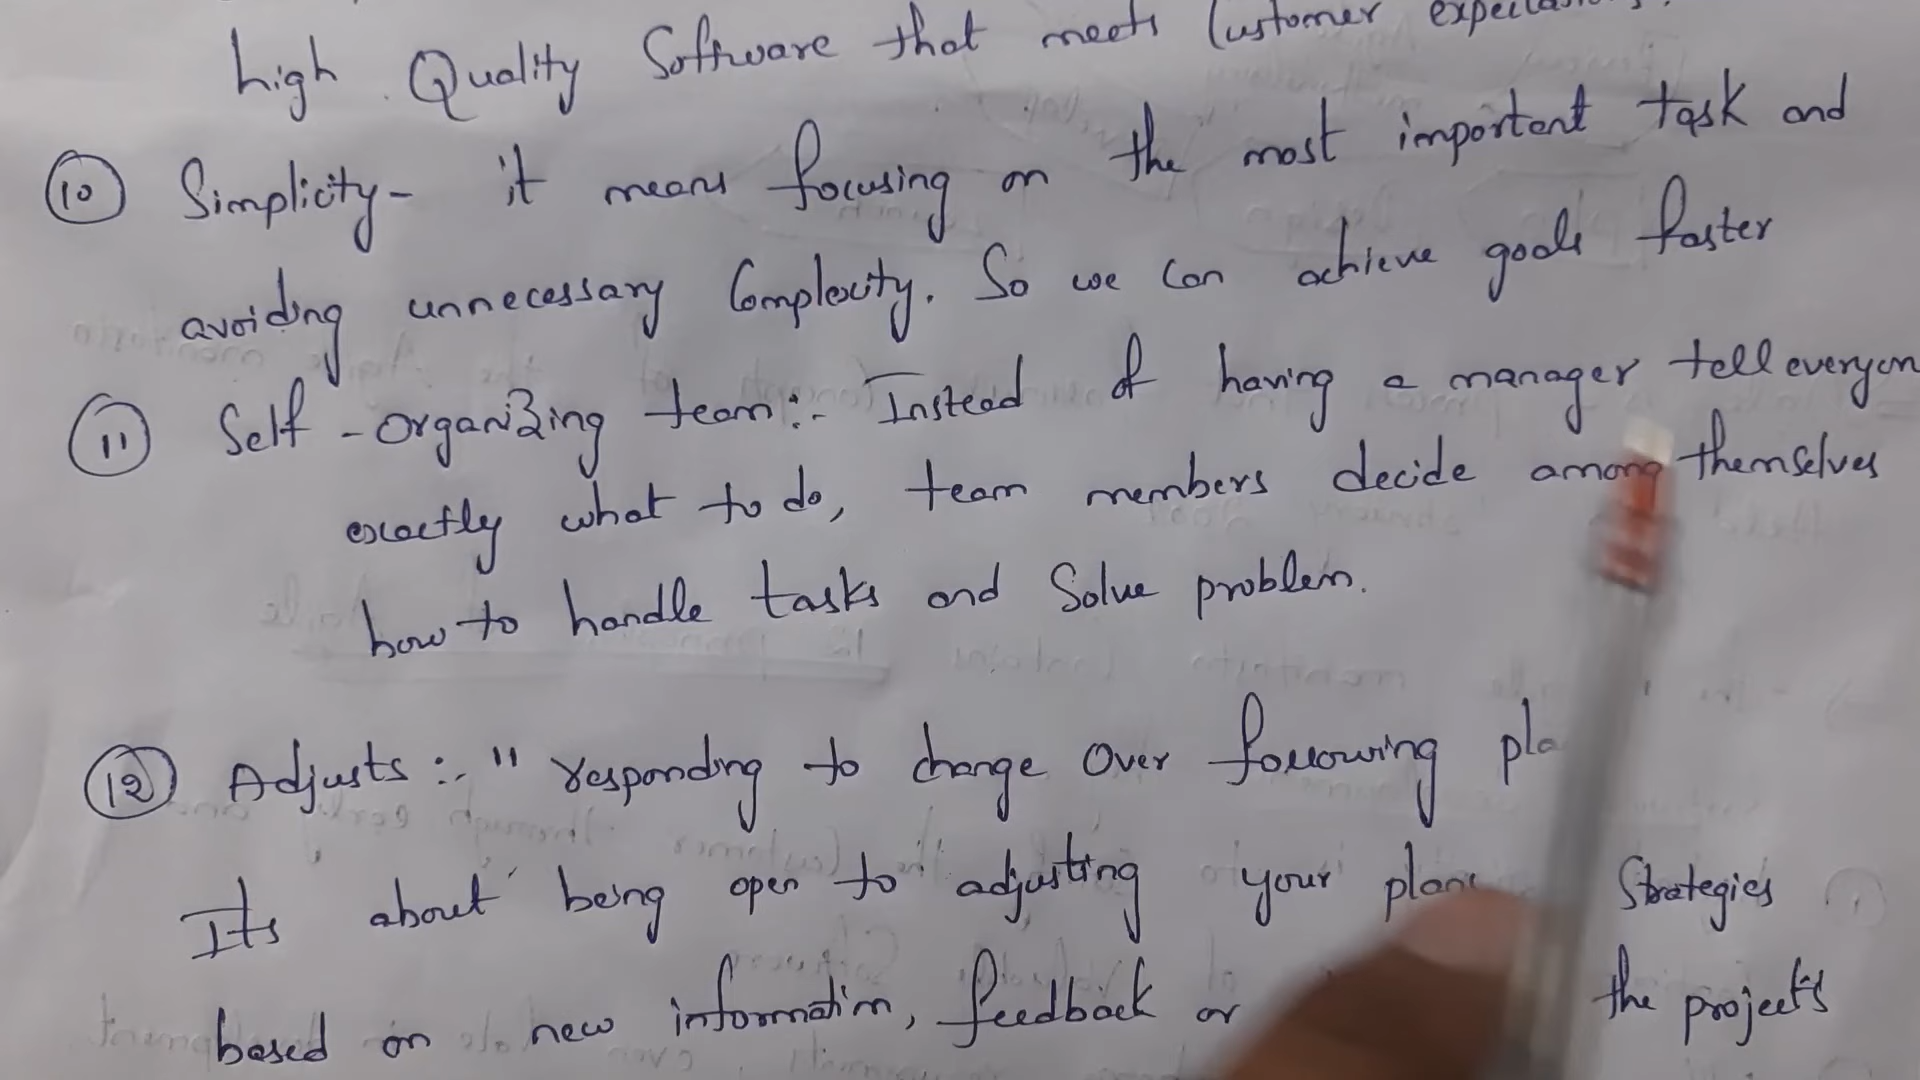 high Quality Software that meets Customer
⑩ Simplicity- it means focusing on the most important task and
avoiding unnecessary Complexity. So we can achieve goals faster
⑪ Self-organizing team:- Instead of having a manager tell everyon
exactly what to do, team members decide among themselves
how to handle tasks and Solve problem.
⑫ Adjusts :- " responding to change over following
Its about being open to adjusting your Strategies
based on new information, feedback or the project's